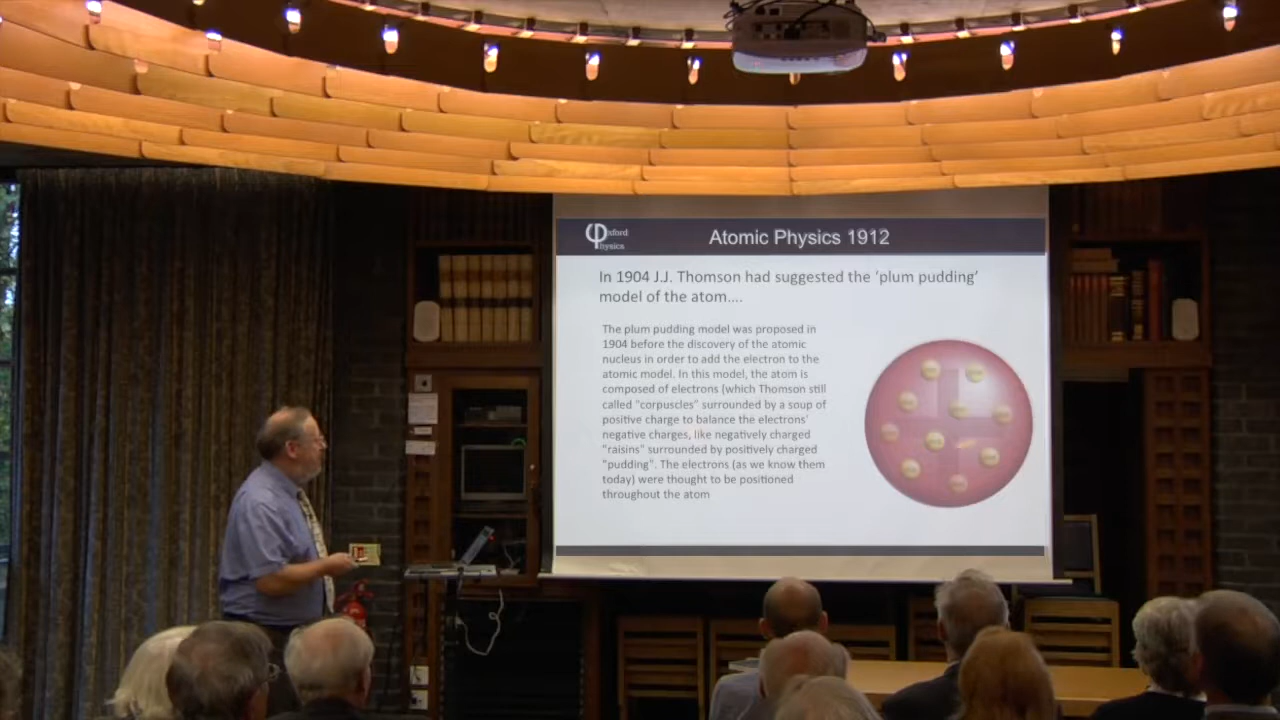 Oxford
Physics
Atomic Physics 1912
In 1904 J.J. Thomson had suggested the ‘plum pudding’
model of the atom....
The plum pudding model was proposed in
1904 before the discovery of the atomic
nucleus in order to add the electron to the
atomic model. In this model, the atom is
composed of electrons (which Thomson still
called "corpuscles" surrounded by a soup of
positive charge to balance the electrons'
negative charges, like negatively charged
"raisins" surrounded by positively charged
"pudding". The electrons (as we know them
today) were thought to be positioned
throughout the atom